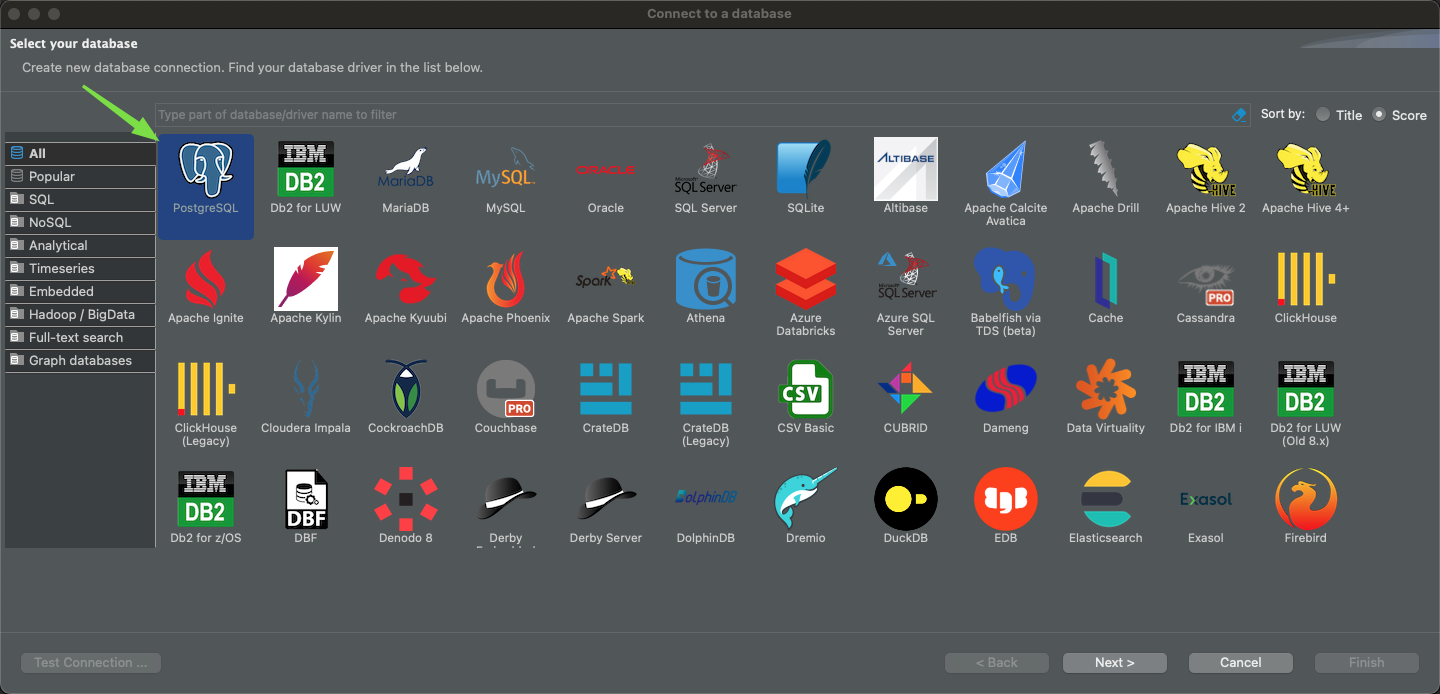 Connect to a database
Select your database
Create new database connection. Find your database driver in the list below.
Type part of database/driver name to filter
Sort by:
Title
Score
All
Popular
SQL
NoSQL
Analytical
Timeseries
Embedded
Hadoop / BigData
Full-text search
Graph databases
PostgreSQL
IBM
DB2
Db2 for LUW
MariaDB
MariaDB
MySQL
MySQL
ORACLE
Oracle
Microsoft
SQL Server
SQL Server
SQLite
ALTIBASE
Altibase
Apache Calcite
Avatica
Apache Drill
HIVE
Apache Hive 2
HIVE
Apache Hive 4+
Apache Ignite
Apache Kylin
Apache Kyuubi
Apache Phoenix
Spark
Apache Spark
Athena
Azure
Databricks
Microsoft
SQL Server
Azure SQL
Server
Babelfish via
TDS (beta)
Cache
PRO
Cassandra
ClickHouse
ClickHouse
(Legacy)
Cloudera Impala
CockroachDB
PRO
Couchbase
CrateDB
CrateDB
(Legacy)
CSV
CSV Basic
CUBRID
Dameng
Data Virtuality
IBM
DB2
Db2 for IBM i
IBM
DB2
Db2 for LUW
(Old 8.x)
IBM
DB2
Db2 for z/OS
DBF
DBF
Denodo 8
Derby
Derby Server
DolphinDB
DolphinDB
Dremio
DuckDB
EDB
Elasticsearch
Exasol
Exasol
Firebird
Test Connection ...
< Back
Next >
Cancel
Finish